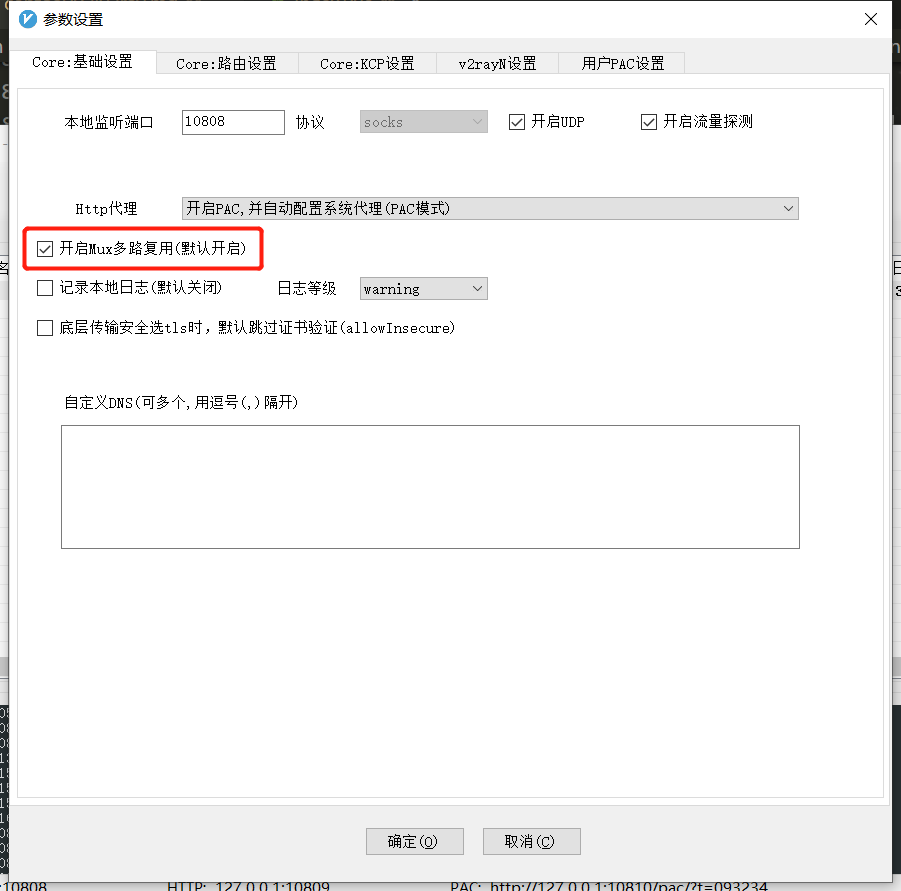 参数设置
Core:基础设置 Core:路由设置 Core:KCP设置 v2rayN设置 用户PAC设置
本地监听端口 10808 协议 socks 开启UDP 开启流量探测
Http代理 开启PAC,并自动配置系统代理(PAC模式)
开启Mux多路复用(默认开启)
记录本地日志(默认关闭) 日志等级 warning
底层传输安全选tls时，默认跳过证书验证(allowInsecure)
自定义DNS(可多个,用逗号(,)隔开)
确定(O) 取消(C)
:10808 HTTP: 127.0.0.1:10809 PAC: http://127.0.0.1:10810/pac/?t=093234